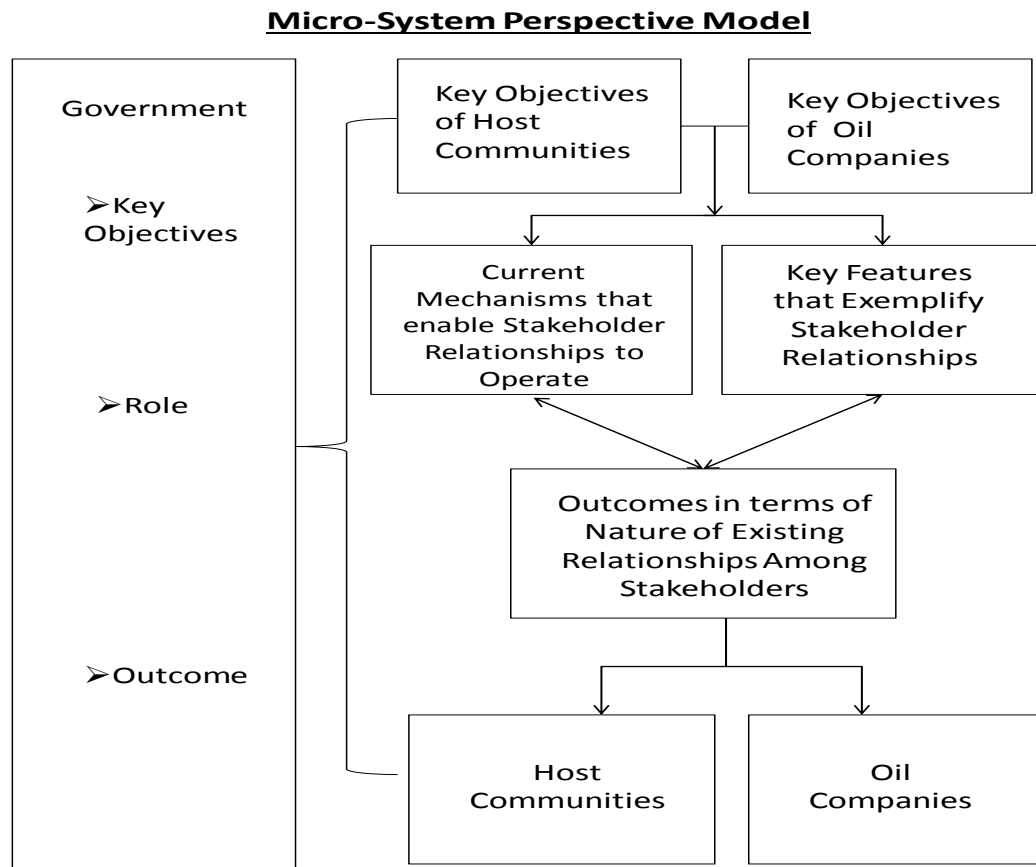 Micro-System Perspective Model
Government
➢Key
Objectives
➢Role
➢Outcome
Key Objectives
of Host
Communities
Key Objectives
of Oil
Companies
Current
Mechanisms that
enable Stakeholder
Relationships to
Operate
Key Features
that Exemplify
Stakeholder
Relationships
Outcomes in terms of
Nature of Existing
Relationships Among
Stakeholders
Host
Communities
Oil
Companies